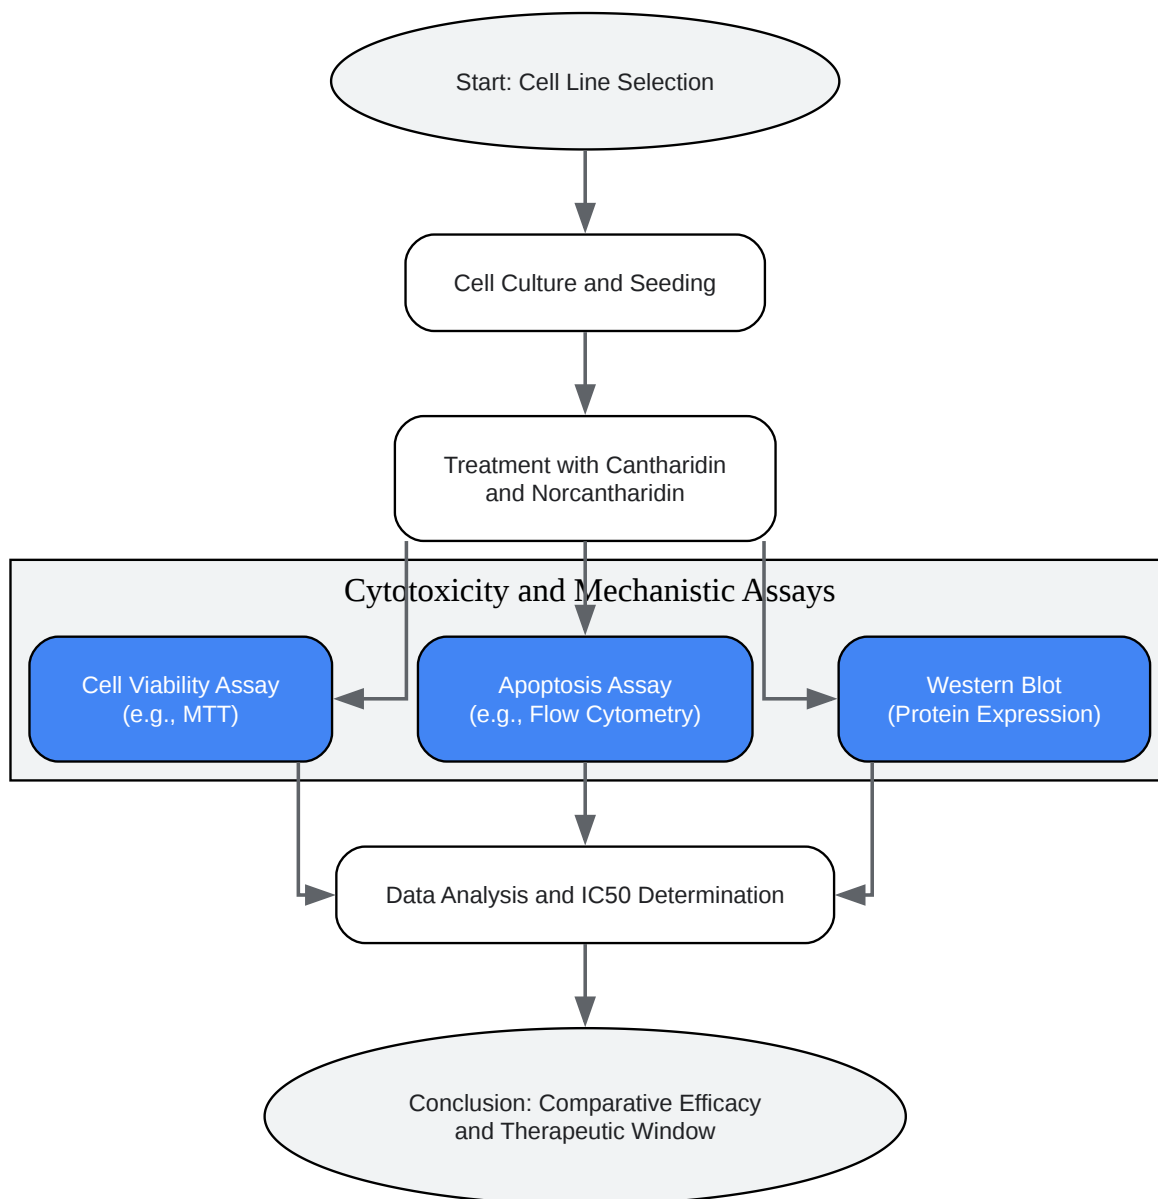 Start: Cell Line Selection
Cell Culture and Seeding
Treatment with Cantharidin
and Norcantharidin
Cytotoxicity and Mechanistic Assays
Cell Viability Assay
(e.g., MTT)
Apoptosis Assay
(e.g., Flow Cytometry)
Western Blot
(Protein Expression)
Data Analysis and IC50 Determination
Conclusion: Comparative Efficacy
and Therapeutic Window